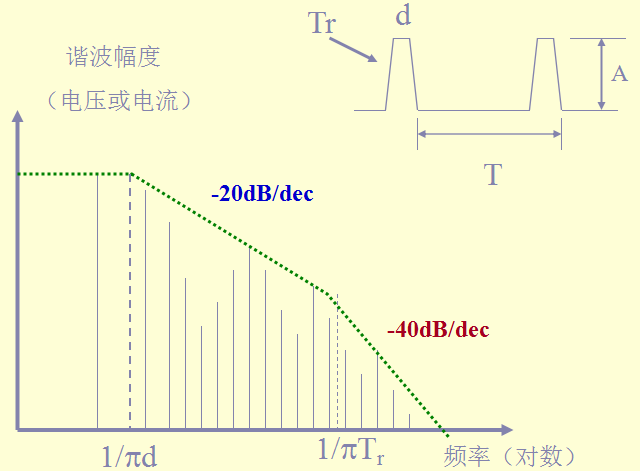 Tr
d
谐波幅度
（电压或电流）
A
T
-20dB/dec
-40dB/dec
1/πd
1/πTr
频率（对数）